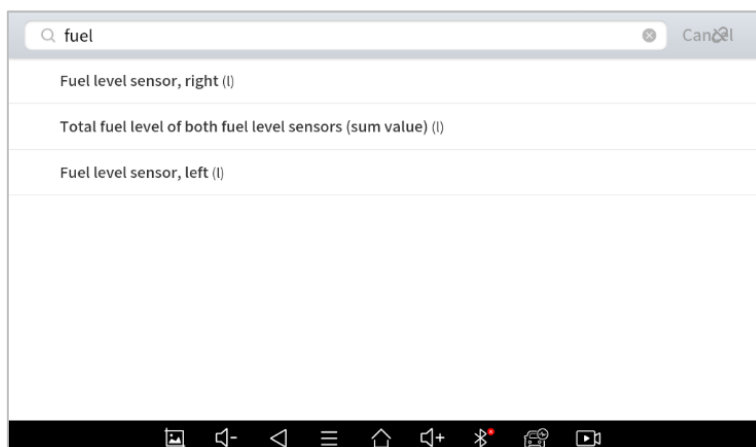 fuel
Cancel
Fuel level sensor, right (l)
Total fuel level of both fuel level sensors (sum value) (l)
Fuel level sensor, left (l)